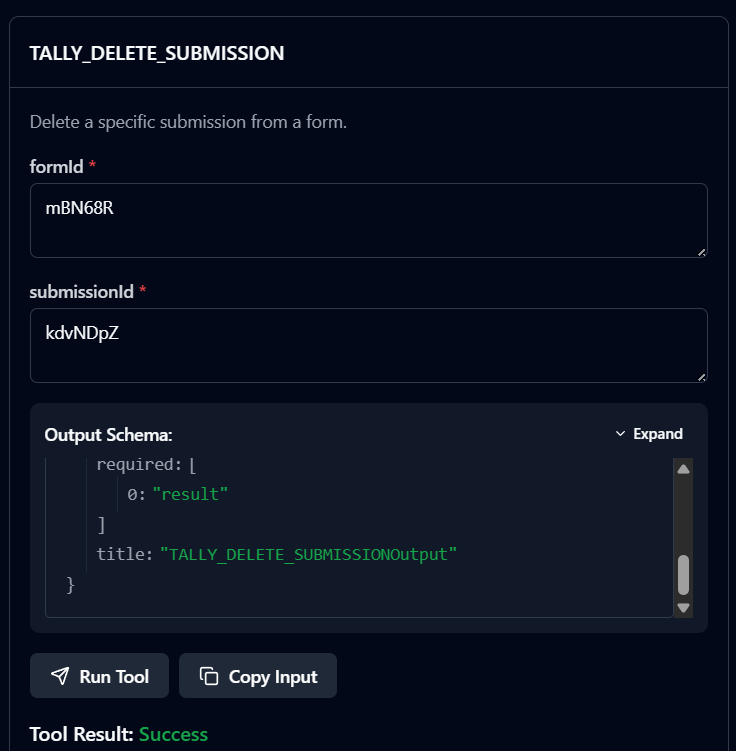 TALLY_DELETE_SUBMISSION
Delete a specific submission from a form.
formId *
mBN68R
submissionId *
kdvNDpZ
Output Schema:
Expand
required: [
0: "result"
]
title: "TALLY_DELETE_SUBMISSIONOutput"
}
Run Tool
Copy Input
Tool Result: Success